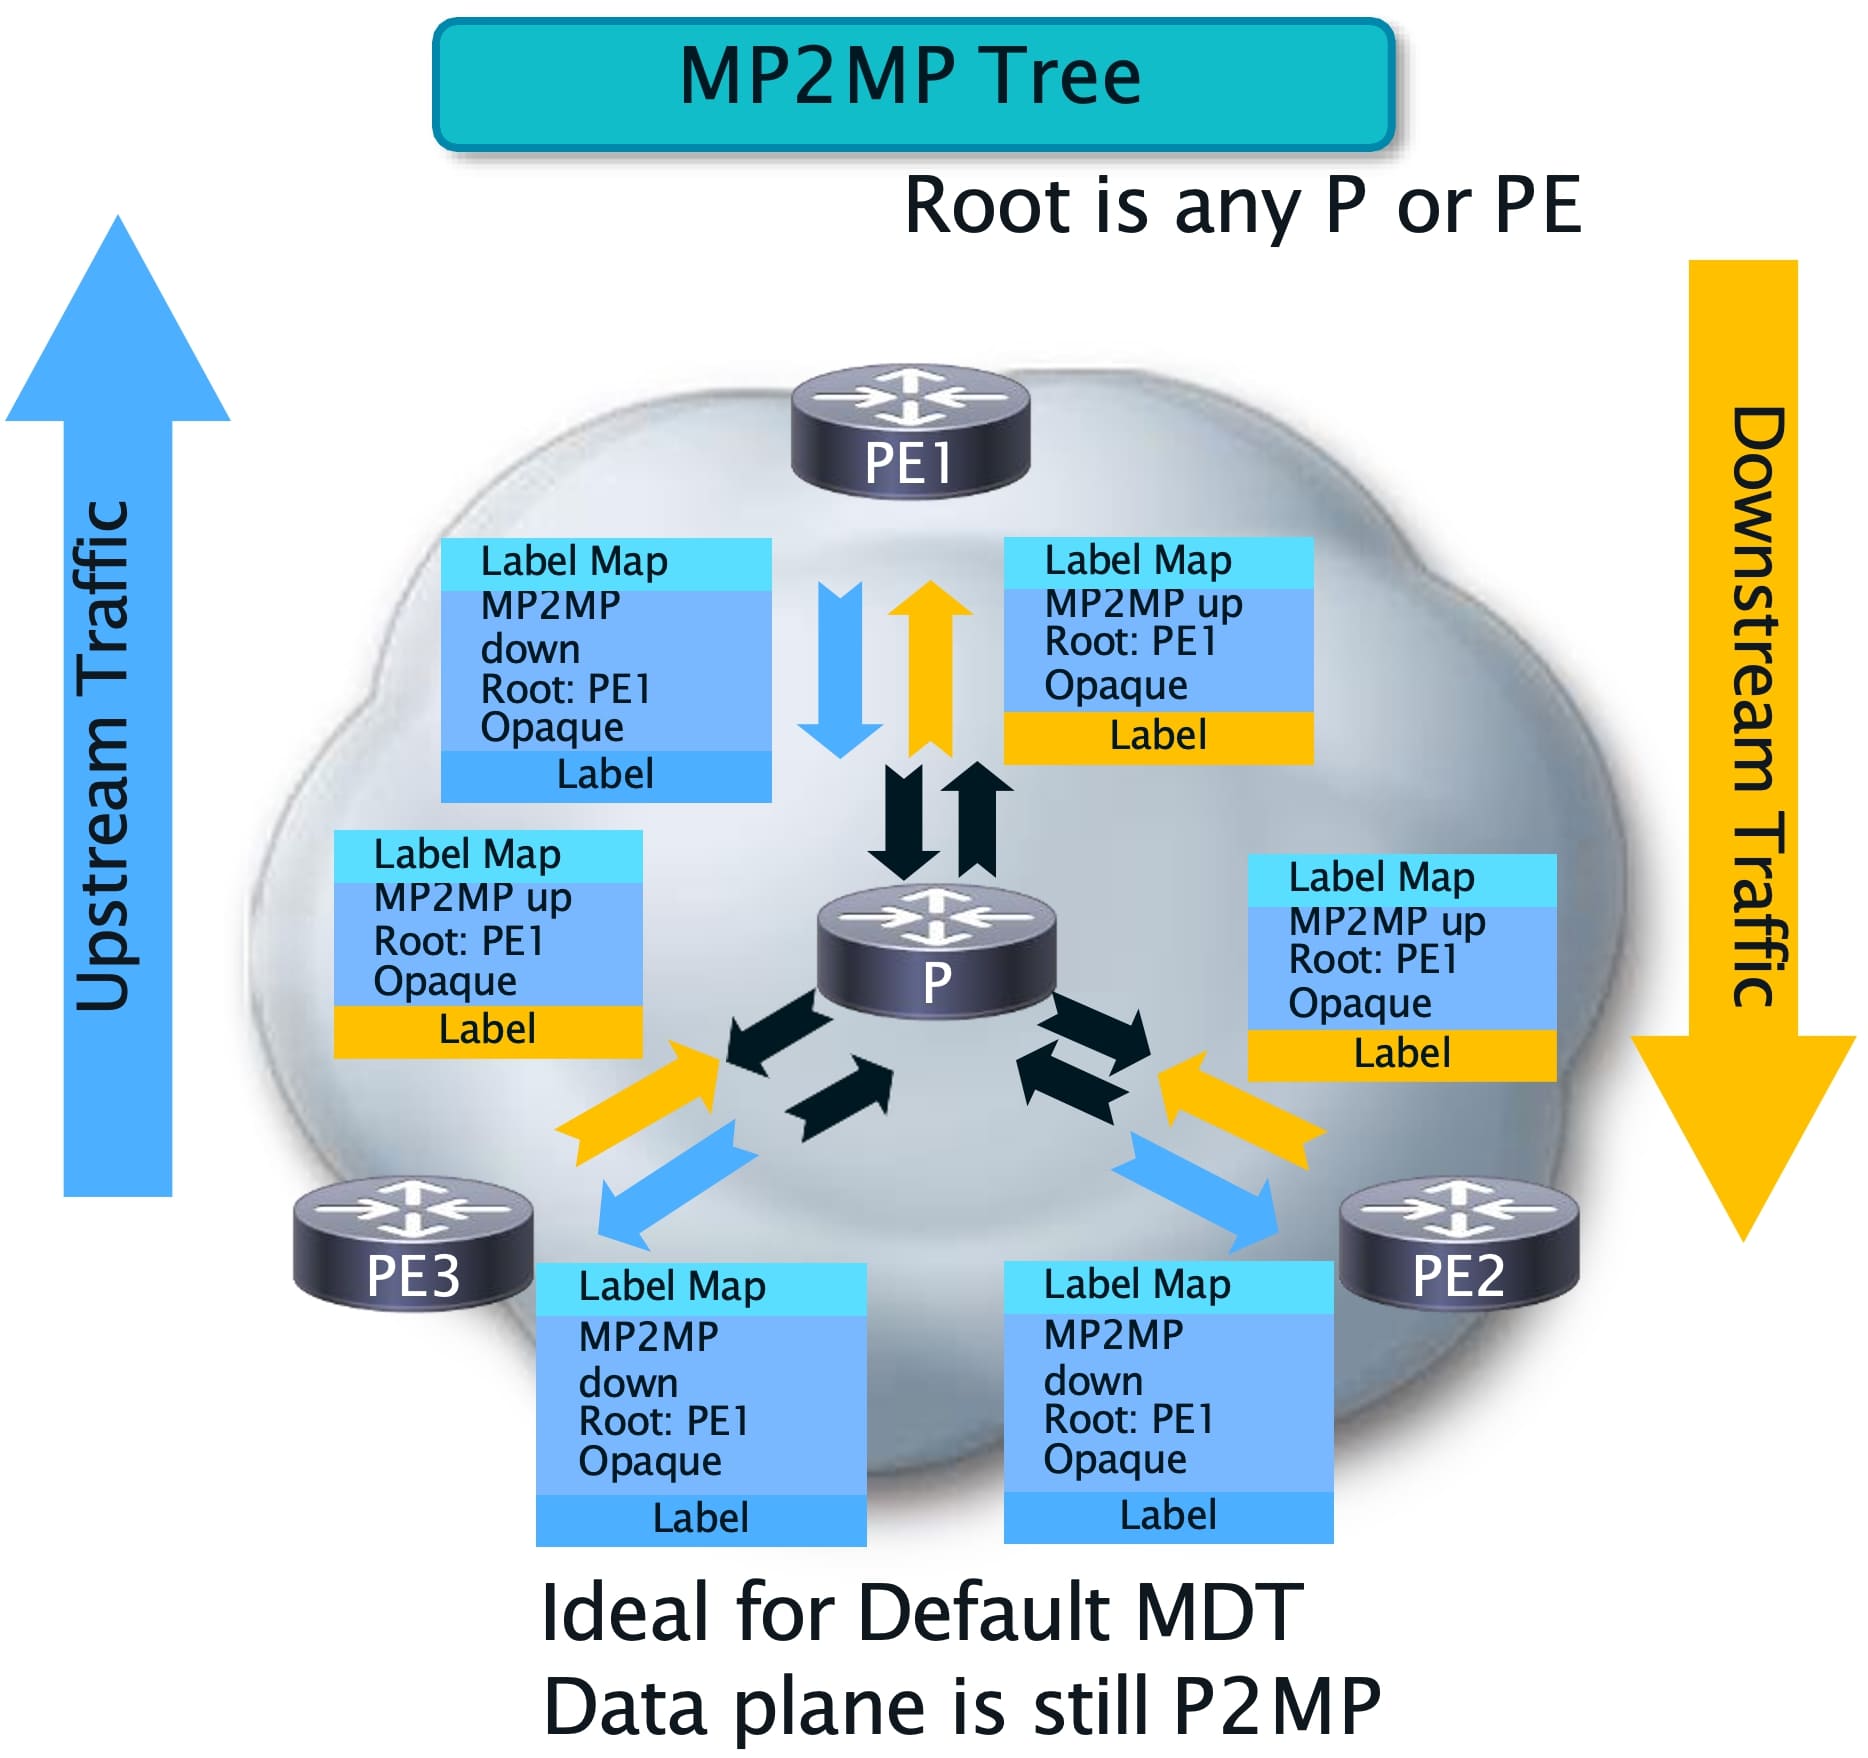 MP2MP Tree
Root is any P or PE
Upstream Traffic
Downstream Traffic
PE1
Label Map
MP2MP
down
Root: PE1
Opaque
Label
Label Map
MP2MP up
Root: PE1
Opaque
Label
Label Map
MP2MP up
Root: PE1
Opaque
Label
P
Label Map
MP2MP up
Root: PE1
Opaque
Label
PE3
PE2
Label Map
MP2MP
down
Root: PE1
Opaque
Label
Label Map
MP2MP
down
Root: PE1
Opaque
Label
Ideal for Default MDT
Data plane is still P2MP